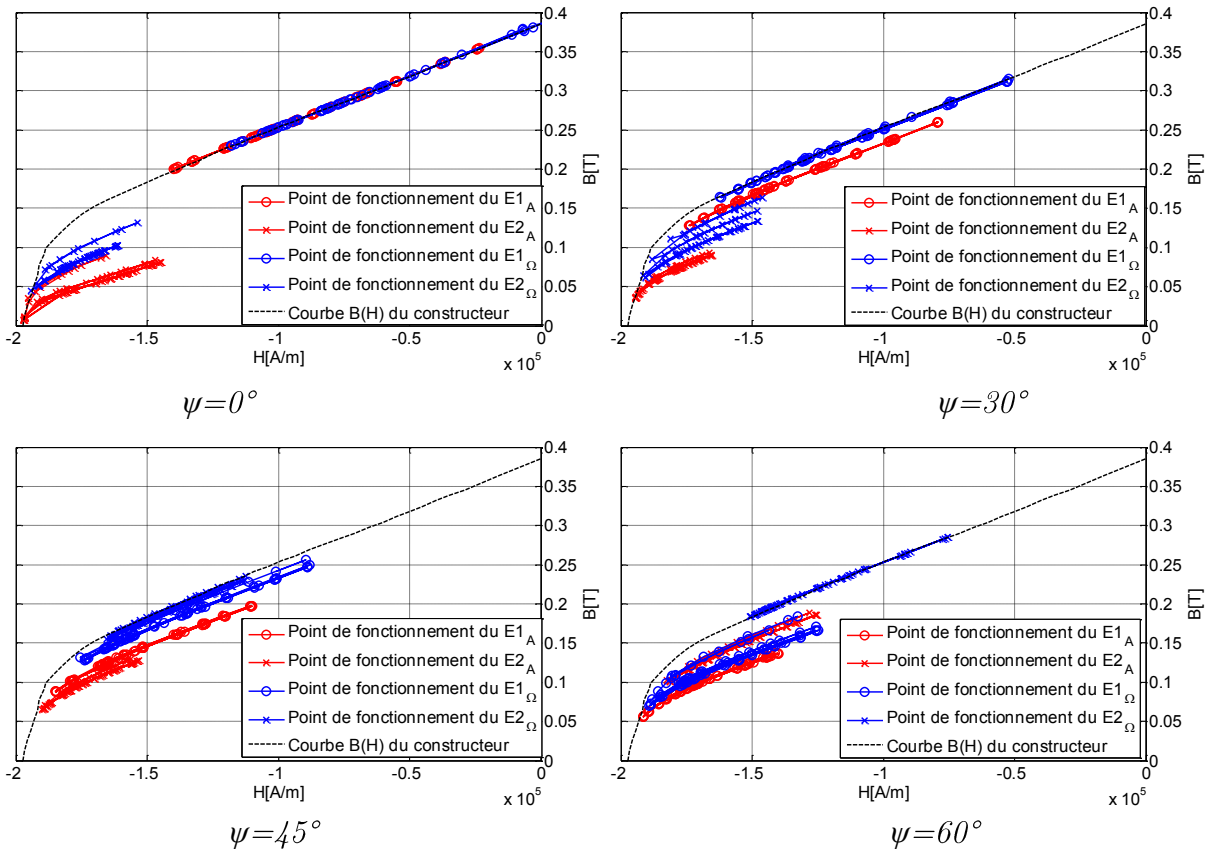 0.4
0.35
0.3
0.25
0.2
0.15
0.1
0.05
0
B[T]
Point de fonctionnement du E1A
Point de fonctionnement du E2A
Point de fonctionnement du E1Ω
Point de fonctionnement du E2Ω
Courbe B(H) du constructeur
-2 -1.5 -1 -0.5 0
H[A/m]
x 10^5
ψ=0°
0.4
0.35
0.3
0.25
0.2
0.15
0.1
0.05
0
B[T]
Point de fonctionnement du E1A
Point de fonctionnement du E2A
Point de fonctionnement du E1Ω
Point de fonctionnement du E2Ω
Courbe B(H) du constructeur
-2 -1.5 -1 -0.5 0
H[A/m]
x 10^5
ψ=30°
0.4
0.35
0.3
0.25
0.2
0.15
0.1
0.05
0
B[T]
Point de fonctionnement du E1A
Point de fonctionnement du E2A
Point de fonctionnement du E1Ω
Point de fonctionnement du E2Ω
Courbe B(H) du constructeur
-2 -1.5 -1 -0.5 0
H[A/m]
x 10^5
ψ=45°
0.4
0.35
0.3
0.25
0.2
0.15
0.1
0.05
0
B[T]
Point de fonctionnement du E1A
Point de fonctionnement du E2A
Point de fonctionnement du E1Ω
Point de fonctionnement du E2Ω
Courbe B(H) du constructeur
-2 -1.5 -1 -0.5 0
H[A/m]
x 10^5
ψ=60°